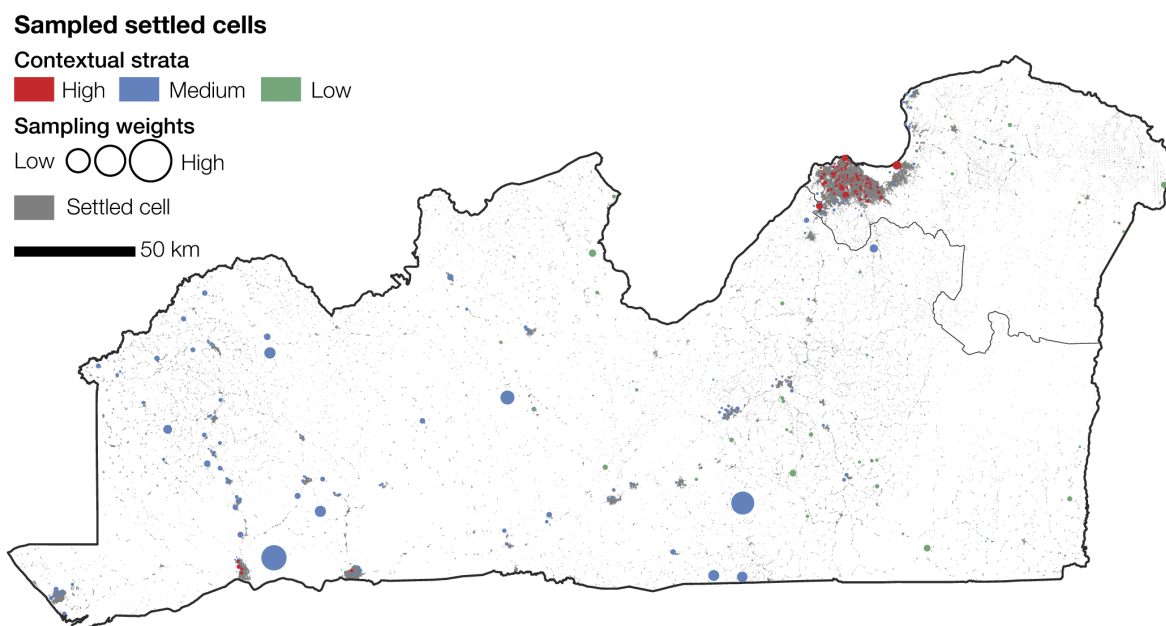 Sampled settled cells
Contextual strata
High Medium Low
Sampling weights
Low High
Settled cell
50 km